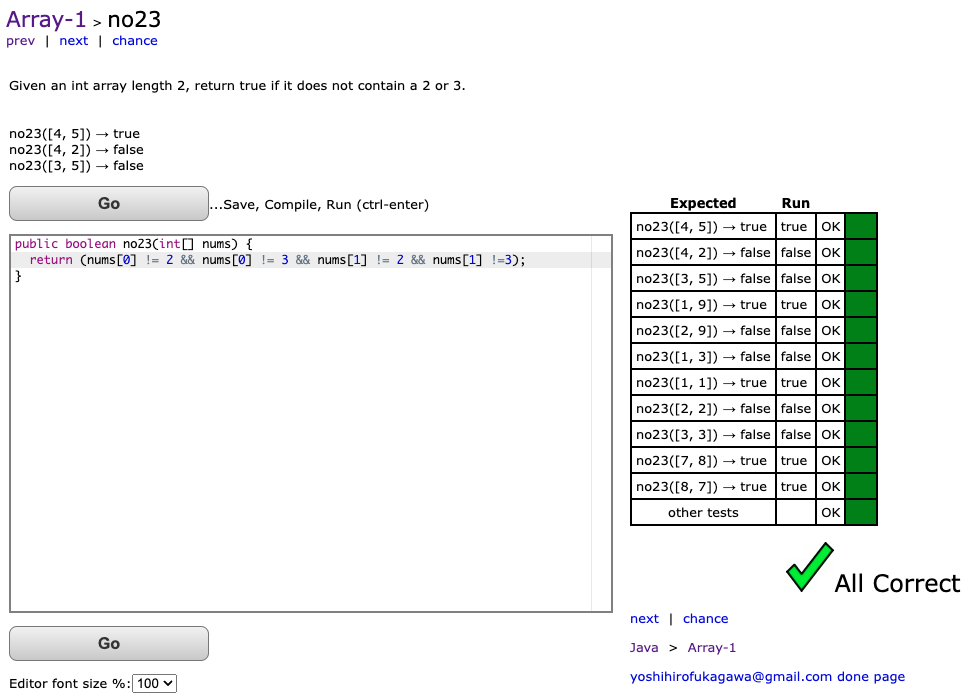 Array-1 > no23
prev | next | chance
Given an int array length 2, return true if it does not contain a 2 or 3.
no23([4, 5]) → true
no23([4, 2]) → false
no23([3, 5]) → false
Go ...Save, Compile, Run (ctrl-enter)
public boolean no23(int[] nums) {
  return (nums[0] != 2 && nums[0] != 3 && nums[1] != 2 && nums[1] !=3);
}
Go
Editor font size %: 100
Expected Run
no23([4, 5]) → true true OK
no23([4, 2]) → false false OK
no23([3, 5]) → false false OK
no23([1, 9]) → true true OK
no23([2, 9]) → false false OK
no23([1, 3]) → false false OK
no23([1, 1]) → true true OK
no23([2, 2]) → false false OK
no23([3, 3]) → false false OK
no23([7, 8]) → true true OK
no23([8, 7]) → true true OK
other tests OK
All Correct
next | chance
Java > Array-1
yoshihirofukagawa@gmail.com done page